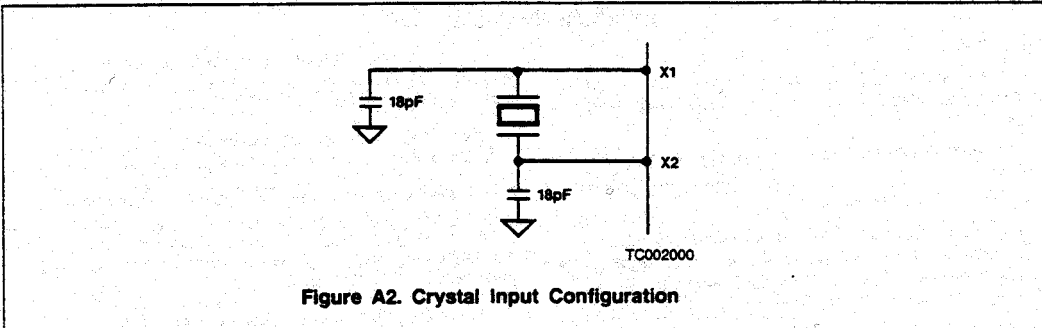 X1
18pF
X2
18pF
TC002000
Figure A2. Crystal Input Configuration